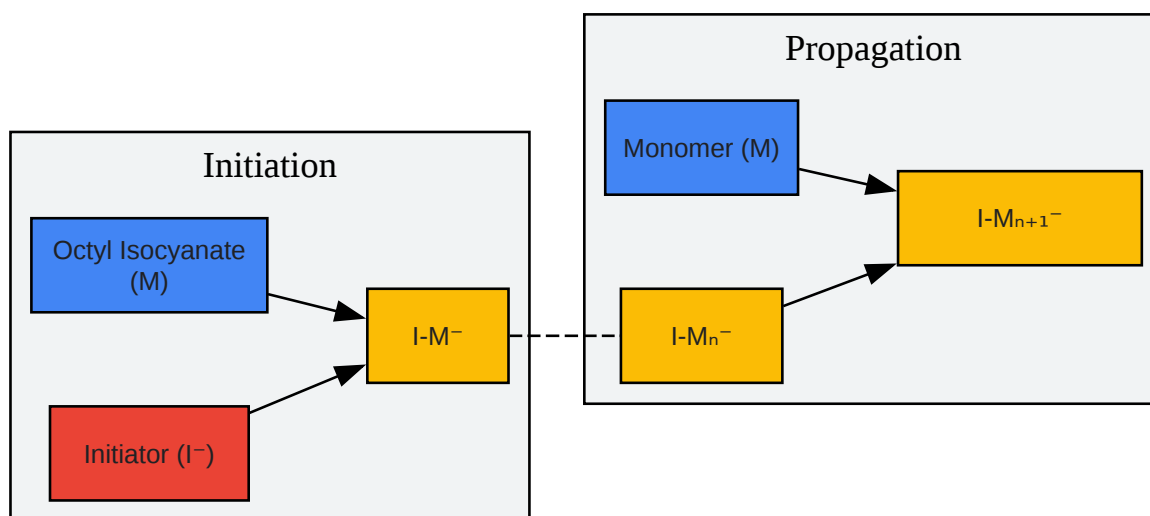 Initiation
Octyl Isocyanate
(M)
Initiator (I⁻)
I-M⁻
Propagation
Monomer (M)
I-Mₙ⁻
I-Mₙ₊₁⁻